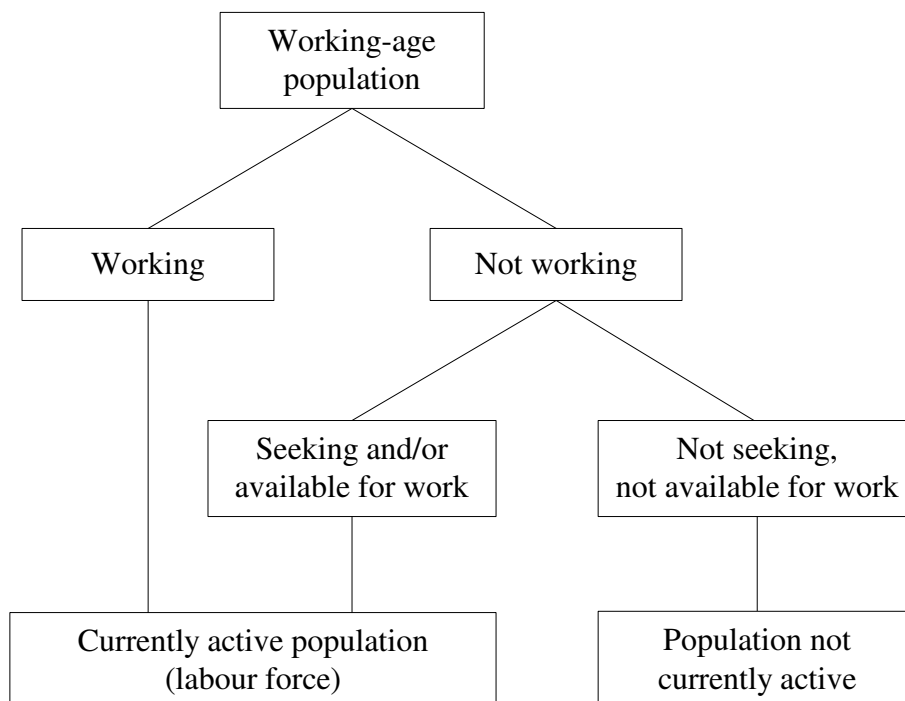 Working-age
population
Working
Not working
Seeking and/or
available for work
Not seeking,
not available for work
Currently active population
(labour force)
Population not
currently active